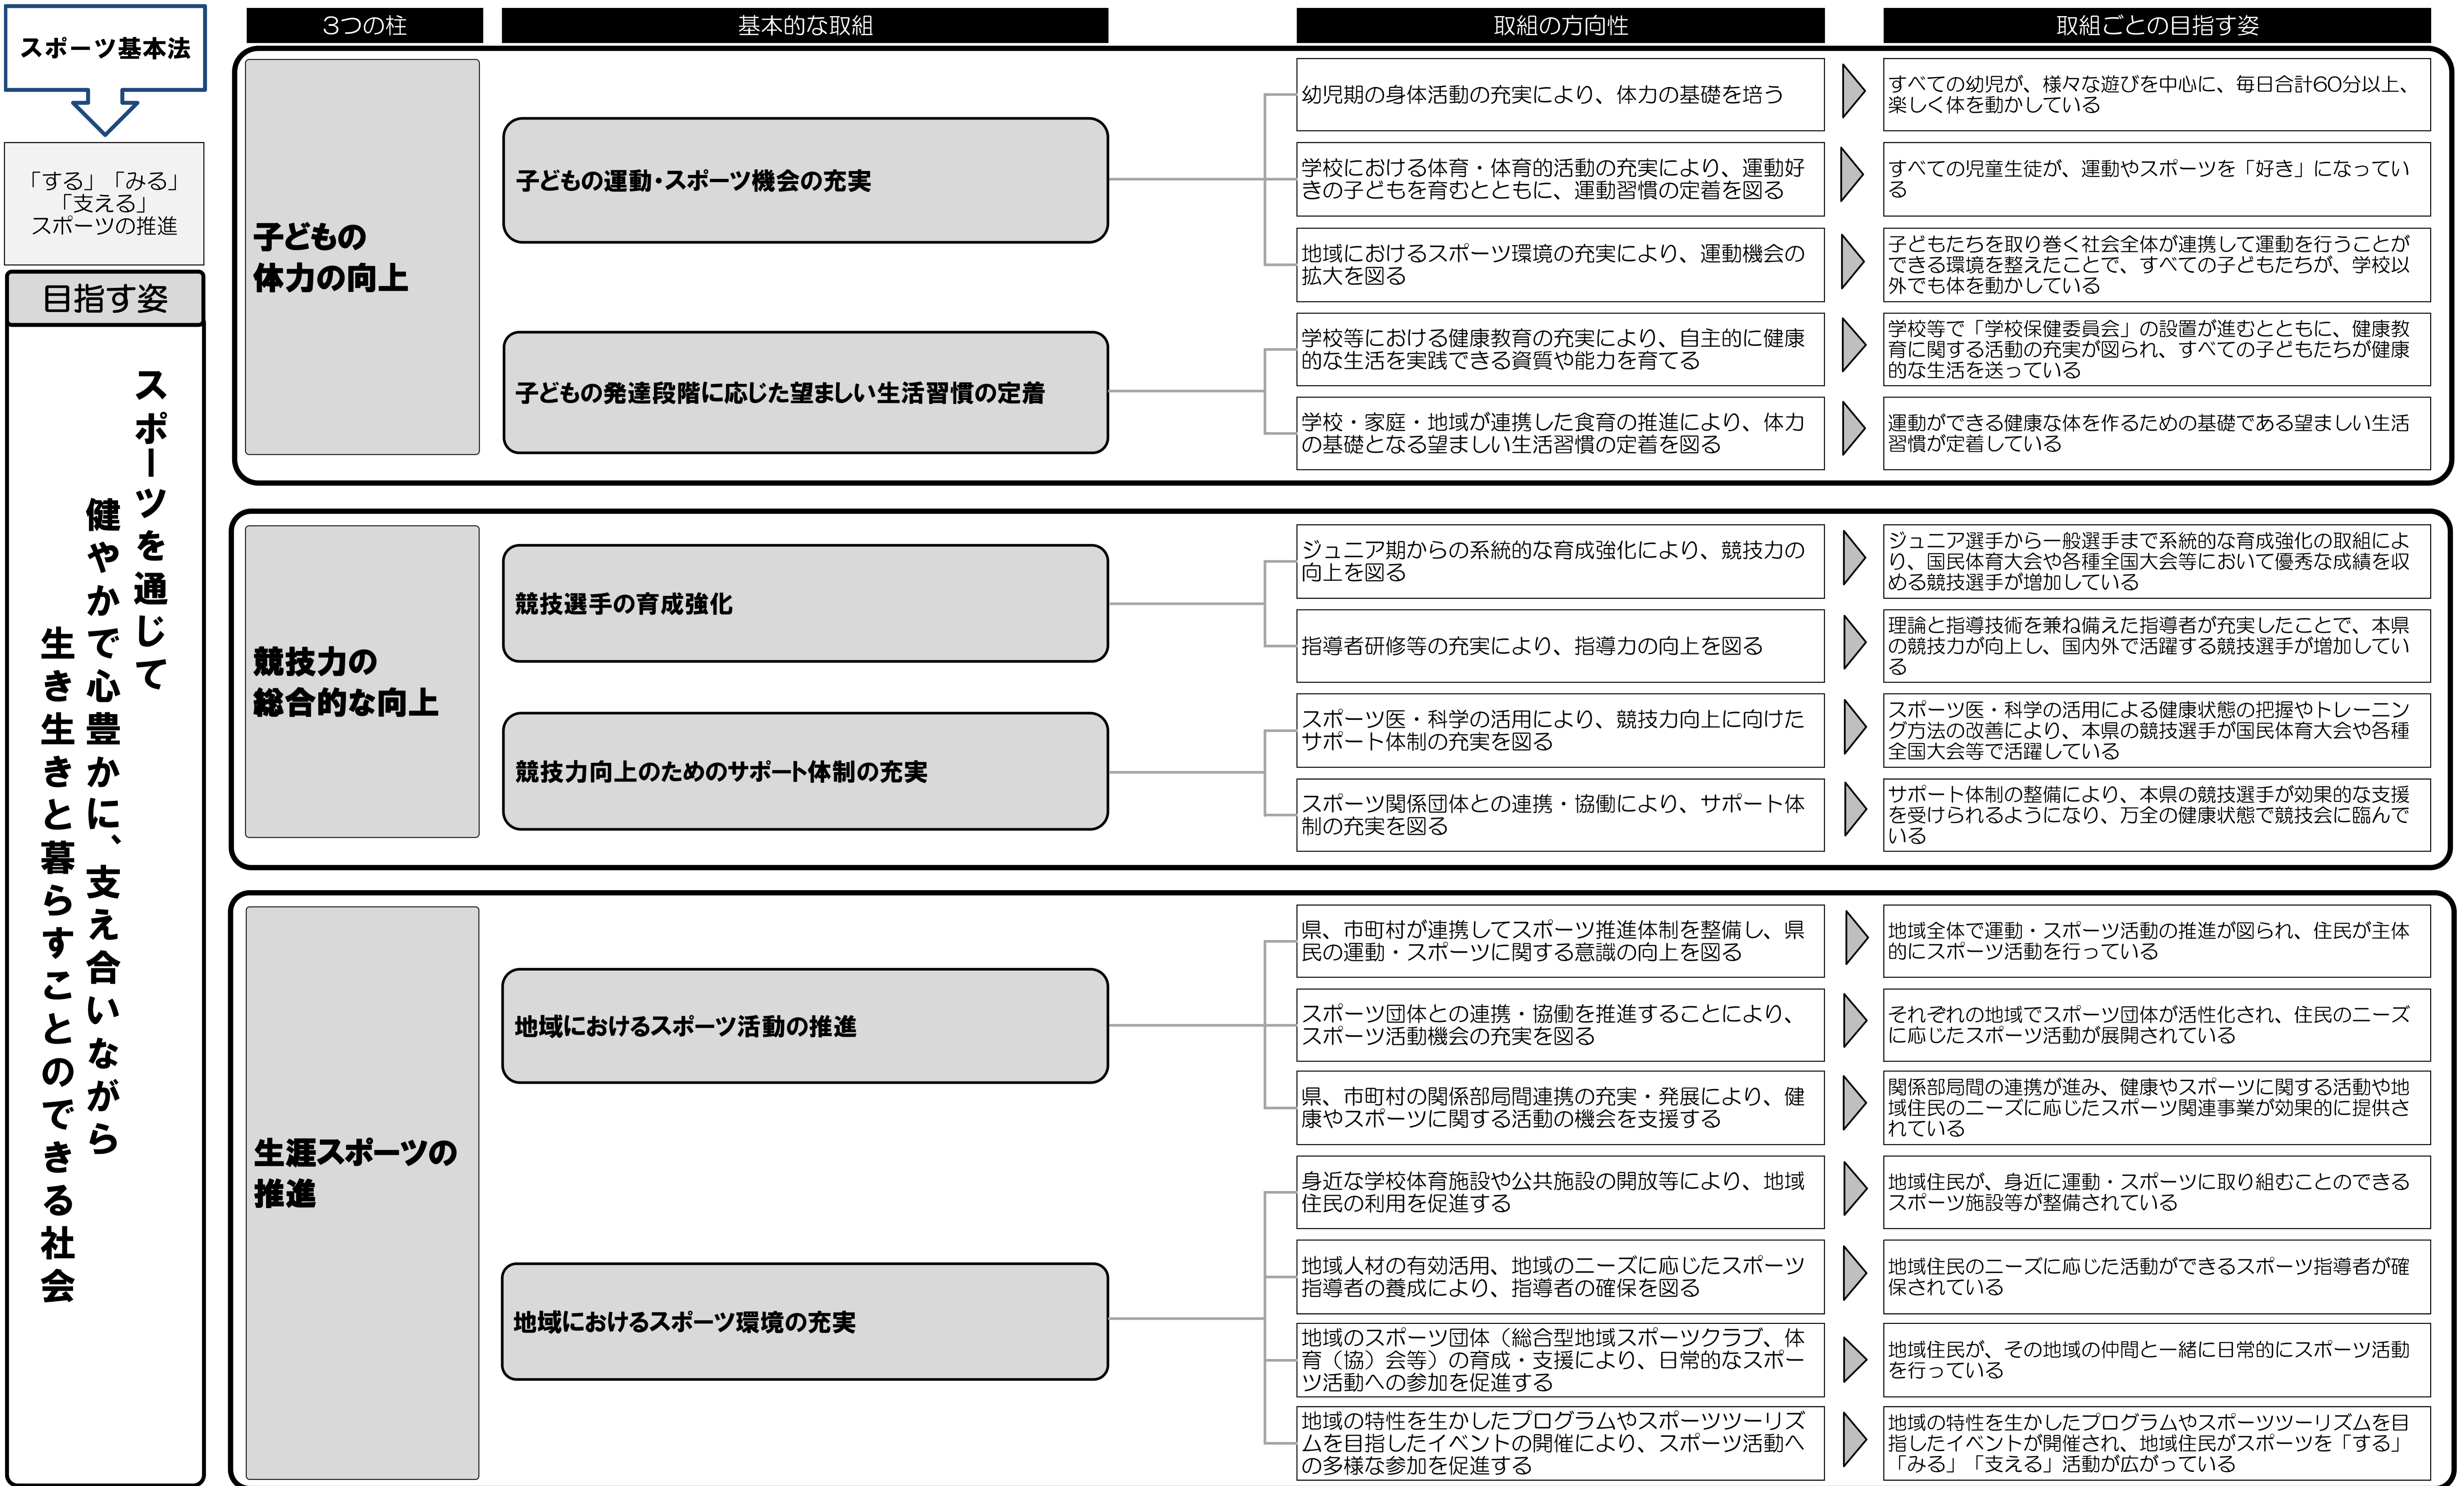 スポーツ基本法
「する」「みる」
「支える」
スポーツの推進
目指す姿
スポーツを通じて
健やかで心豊かに、支え合いながら
生き生きと暮らすことのできる社会
3つの柱
基本的な取組
取組の方向性
取組ごとの目指す姿
子どもの
体力の向上
子どもの運動・スポーツ機会の充実
幼児期の身体活動の充実により、体力の基礎を培う
すべての幼児が、様々な遊びを中心に、毎日合計60分以上、
楽しく体を動かしている
学校における体育・体育的活動の充実により、運動好
きの子どもを育むとともに、運動習慣の定着を図る
すべての児童生徒が、運動やスポーツを「好き」になってい
る
地域におけるスポーツ環境の充実により、運動機会の
拡大を図る
子どもたちを取り巻く社会全体が連携して運動を行うことが
できる環境を整えたことで、すべての子どもたちが、学校以
外でも体を動かしている
子どもの発達段階に応じた望ましい生活習慣の定着
学校等における健康教育の充実により、自主的に健康
的な生活を実践できる資質や能力を育てる
学校等で「学校保健委員会」の設置が進むとともに、健康教
育に関する活動の充実が図られ、すべての子どもたちが健康
的な生活を送っている
学校・家庭・地域が連携した食育の推進により、体力
の基礎となる望ましい生活習慣の定着を図る
運動ができる健康な体を作るための基礎である望ましい生活
習慣が定着している
競技力の
総合的な向上
競技選手の育成強化
ジュニア期からの系統的な育成強化により、競技力の
向上を図る
ジュニア選手から一般選手まで系統的な育成強化の取組によ
り、国民体育大会や各種全国大会等において優秀な成績を収
める競技選手が増加している
指導者研修等の充実により、指導力の向上を図る
理論と指導技術を兼ね備えた指導者が充実したことで、本県
の競技力が向上し、国内外で活躍する競技選手が増加してい
る
競技力向上のためのサポート体制の充実
スポーツ医・科学の活用により、競技力向上に向けた
サポート体制の充実を図る
スポーツ医・科学の活用による健康状態の把握やトレーニン
グ方法の改善により、本県の競技選手が国民体育大会や各種
全国大会等で活躍している
スポーツ関係団体との連携・協働により、サポート体
制の充実を図る
サポート体制の整備により、本県の競技選手が効果的な支援
を受けられるようになり、万全の健康状態で競技会に臨んで
いる
生涯スポーツの
推進
地域におけるスポーツ活動の推進
県、市町村が連携してスポーツ推進体制を整備し、県
民の運動・スポーツに関する意識の向上を図る
地域全体で運動・スポーツ活動の推進が図られ、住民が主体
的にスポーツ活動を行っている
スポーツ団体との連携・協働を推進することにより、
スポーツ活動機会の充実を図る
それぞれの地域でスポーツ団体が活性化され、住民のニーズ
に応じたスポーツ活動が展開されている
県、市町村の関係部局間連携の充実・発展により、健
康やスポーツに関する活動の機会を支援する
関係部局間の連携が進み、健康やスポーツに関する活動や地
域住民のニーズに応じたスポーツ関連事業が効果的に提供さ
れている
地域におけるスポーツ環境の充実
身近な学校体育施設や公共施設の開放等により、地域
住民の利用を促進する
地域住民が、身近に運動・スポーツに取り組むことのできる
スポーツ施設等が整備されている
地域人材の有効活用、地域のニーズに応じたスポーツ
指導者の養成により、指導者の確保を図る
地域住民のニーズに応じた活動ができるスポーツ指導者が確
保されている
地域のスポーツ団体（総合型地域スポーツクラブ、体
育（協）会等）の育成・支援により、日常的なスポー
ツ活動への参加を促進する
地域住民が、その地域の仲間と一緒に日常的にスポーツ活動
を行っている
地域の特性を生かしたプログラムやスポーツツーリズ
ムを目指したイベントの開催により、スポーツ活動へ
の多様な参加を促進する
地域の特性を生かしたプログラムやスポーツツーリズムを目
指したイベントが開催され、地域住民がスポーツを「する」
「みる」「支える」活動が広がっている